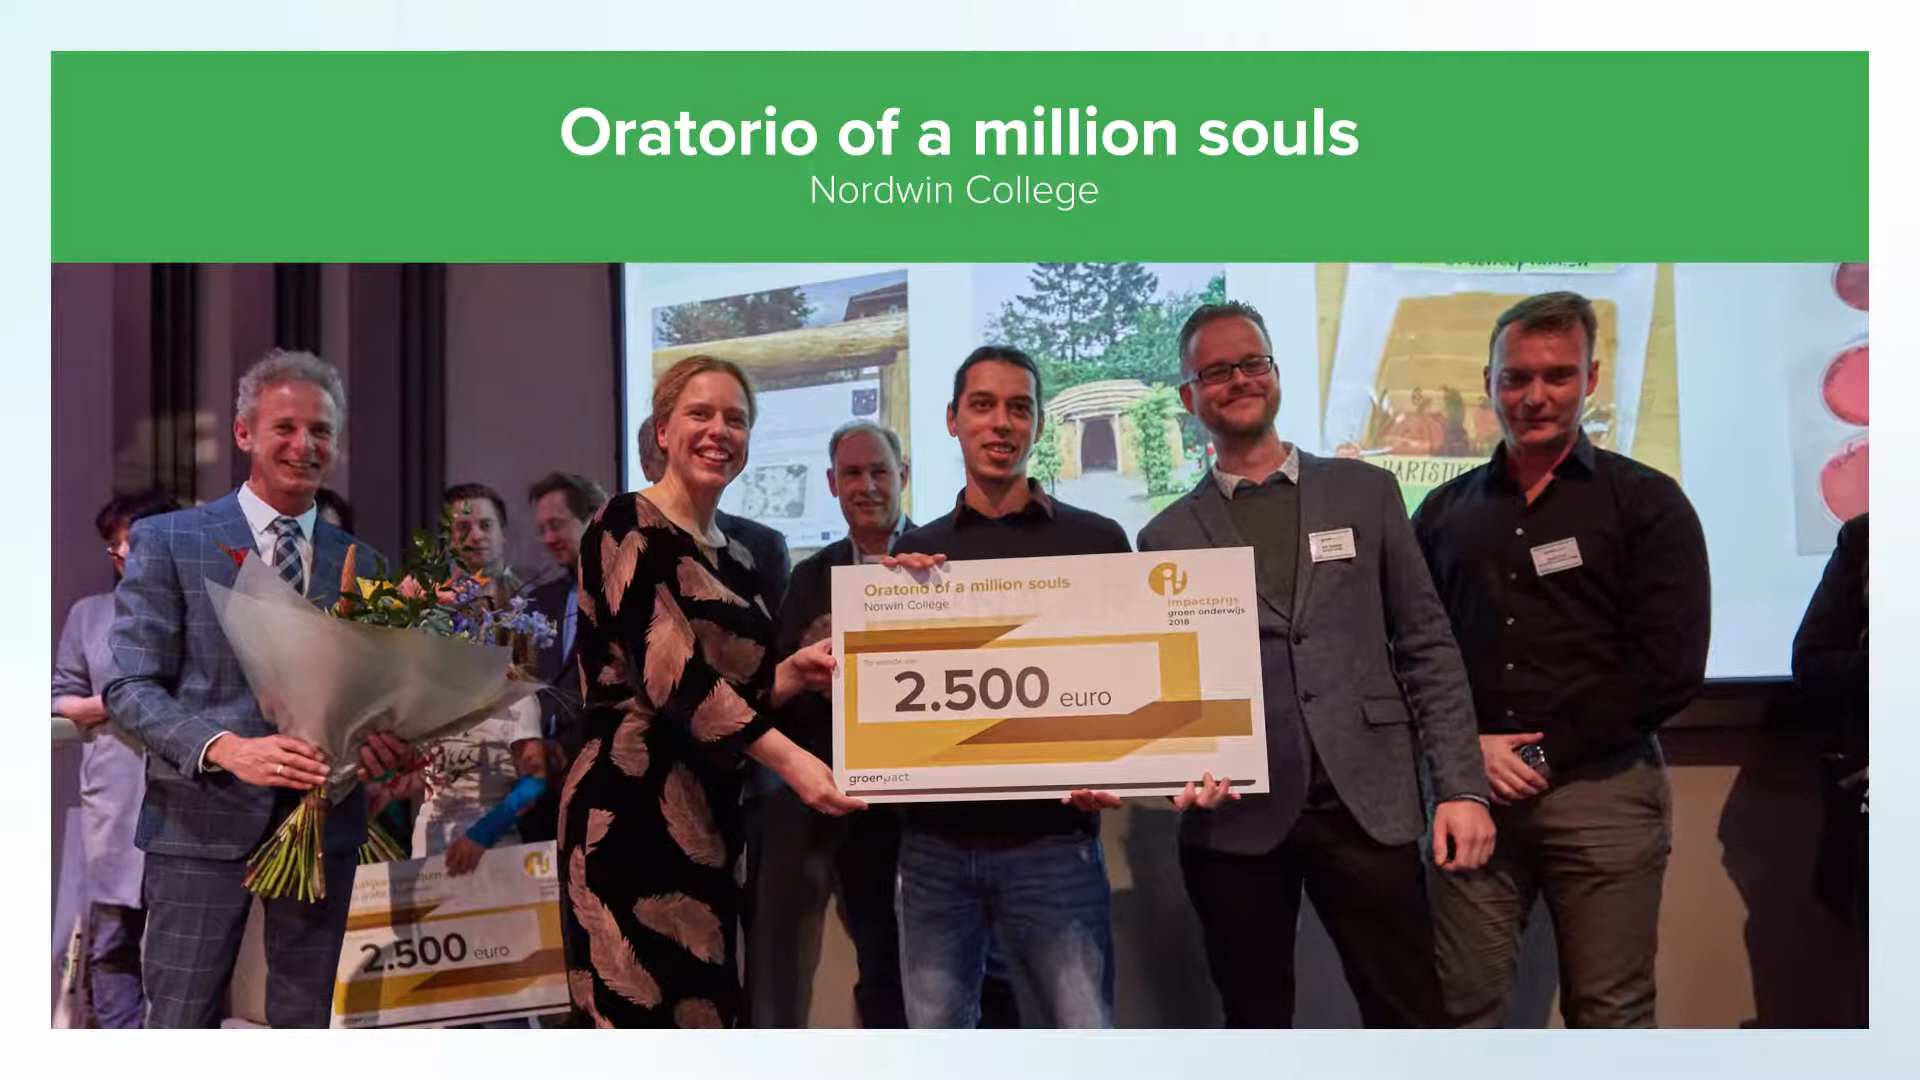 Oratorio of a million souls
Nordwin College
HARTSTIK
Oratorio of a million souls
Norwin College
impactprijs
groen onderwijs
2018
2.500 euro
groenpact
2.500 euro